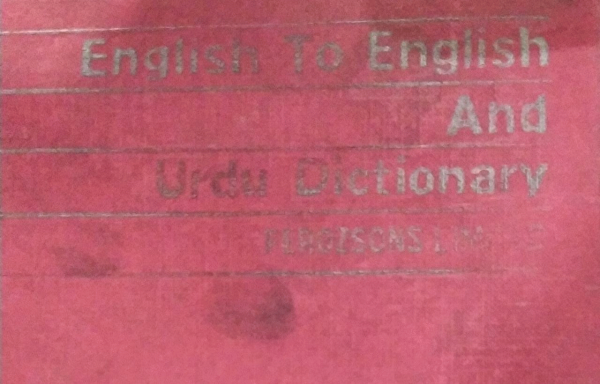 English To English
And
Urdu Dictionary
FEROZSONS